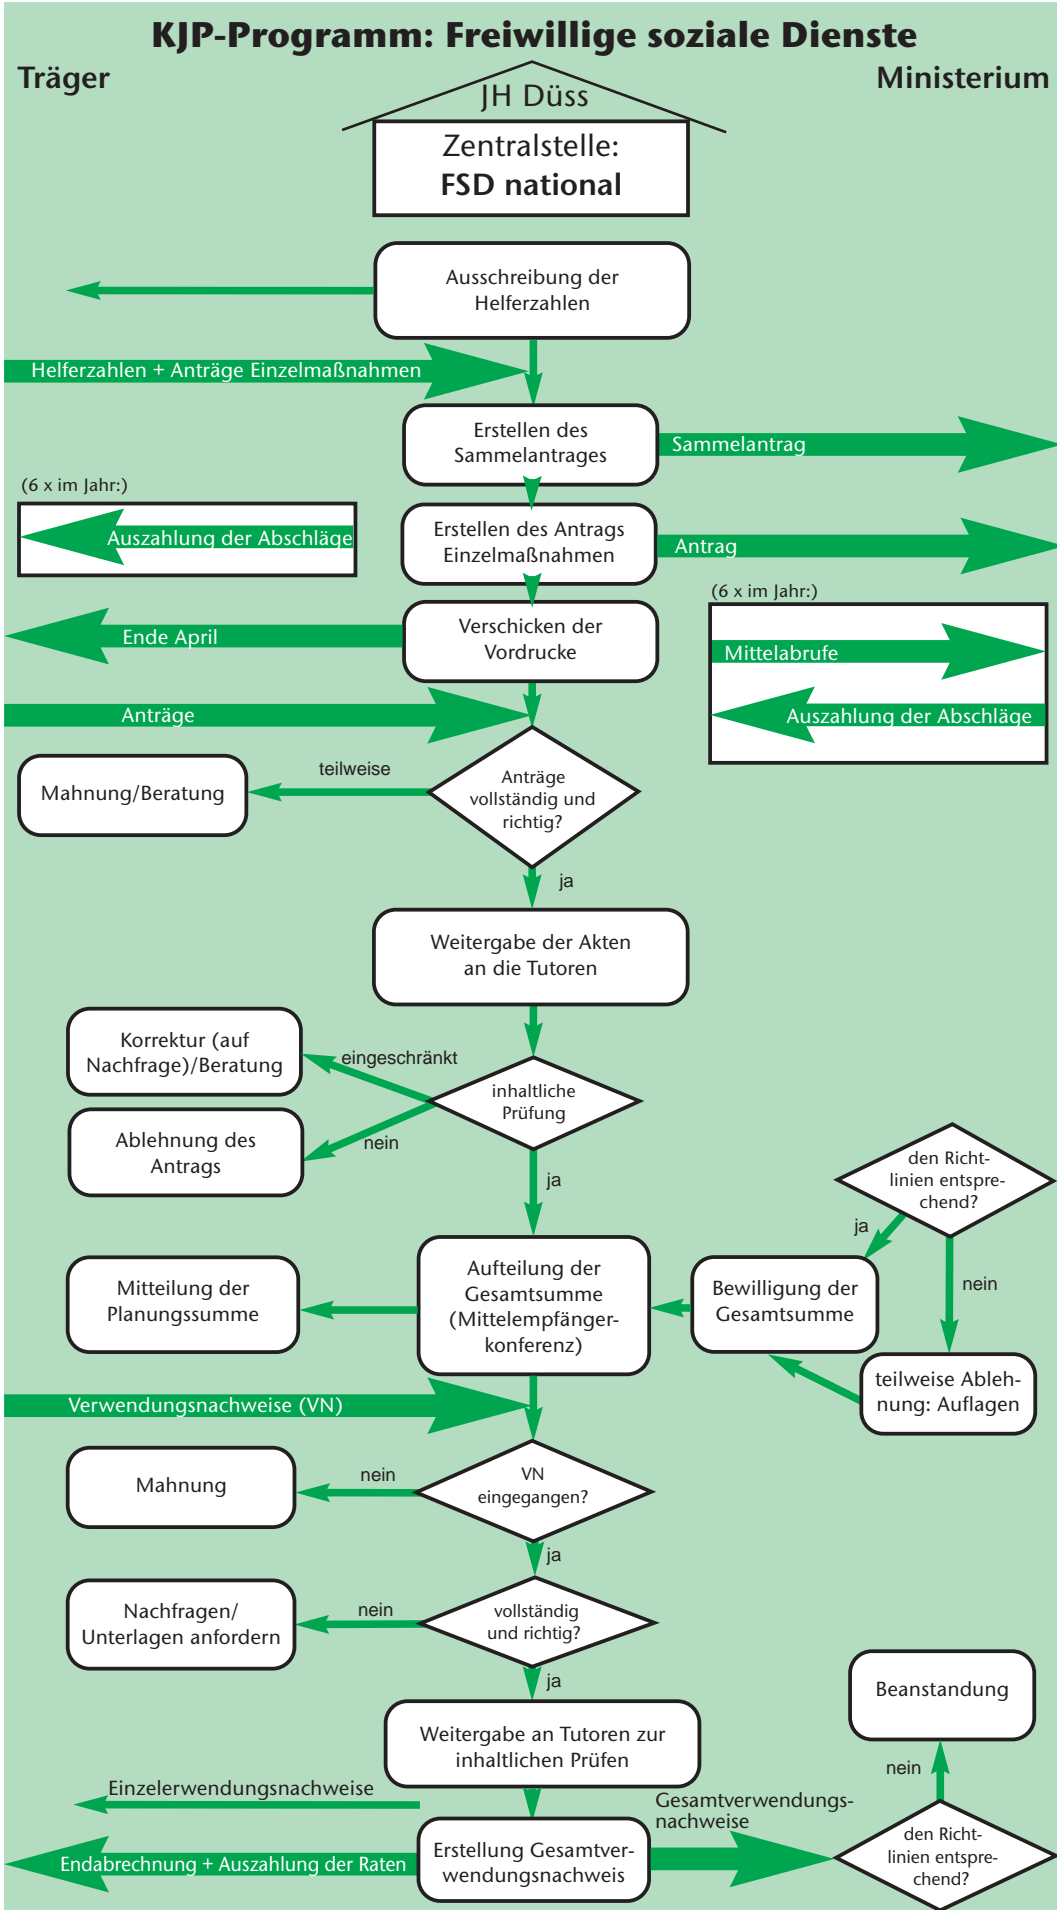 KJP-Programm: Freiwillige soziale Dienste
Träger
Ministerium
JH Düss
Zentralstelle:
FSD national
Ausschreibung der
Helferzahlen
Helferzahlen + Anträge Einzelmaßnahmen
Erstellen des
Sammelantrages
Sammelantrag
(6 x im Jahr:)
Auszahlung der Abschläge
Erstellen des Antrags
Einzelmaßnahmen
Antrag
(6 x im Jahr:)
Ende April
Verschicken der
Vordrucke
Mittelabrufe
Anträge
Auszahlung der Abschläge
teilweise
Mahnung/Beratung
Anträge
vollständig und
richtig?
ja
Weitergabe der Akten
an die Tutoren
Korrektur (auf
Nachfrage)/Beratung
eingeschränkt
inhaltliche
Prüfung
Ablehnung des
Antrags
nein
ja
den Richt-
linien entspre-
chend?
ja
nein
Mitteilung der
Planungssumme
Aufteilung der
Gesamtsumme
(Mittelempfänger-
konferenz)
Bewilligung der
Gesamtsumme
teilweise Ableh-
nung: Auflagen
Verwendungsnachweise (VN)
Mahnung
nein
VN
eingegangen?
ja
Nachfragen/
Unterlagen anfordern
nein
vollständig
und richtig?
ja
Beanstandung
Weitergabe an Tutoren zur
inhaltlichen Prüfen
nein
Einzelerwendungsnachweise
Gesamtverwendungs-
nachweise
Endabrechnung + Auszahlung der Raten
Erstellung Gesamtver-
wendungsnachweis
den Richt-
linien entspre-
chend?